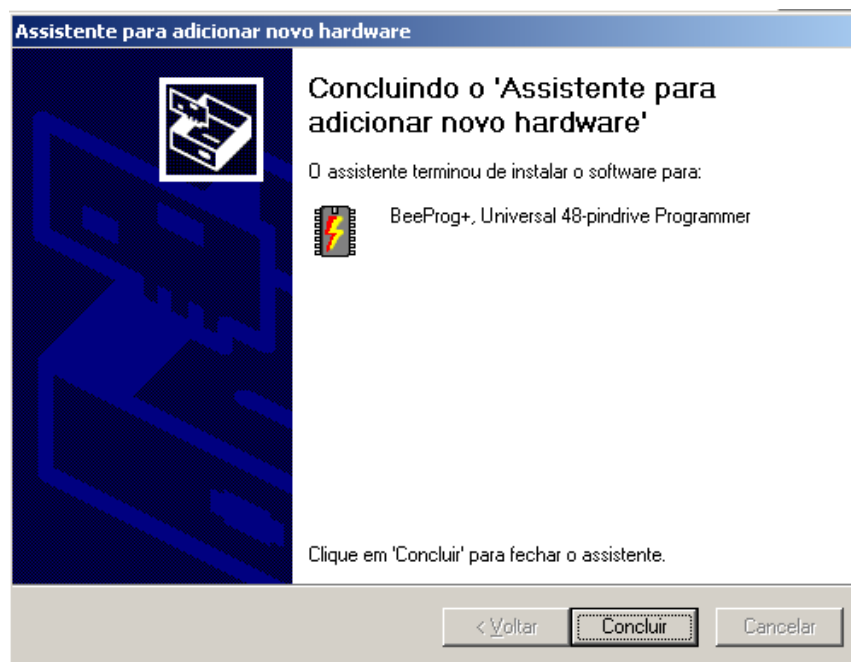 Assistente para adicionar novo hardware
Concluindo o 'Assistente para
adicionar novo hardware'
O assistente terminou de instalar o software para:
BeeProg+, Universal 48-pindrive Programmer
Clique em 'Concluir' para fechar o assistente.
< Voltar
Concluir
Cancelar